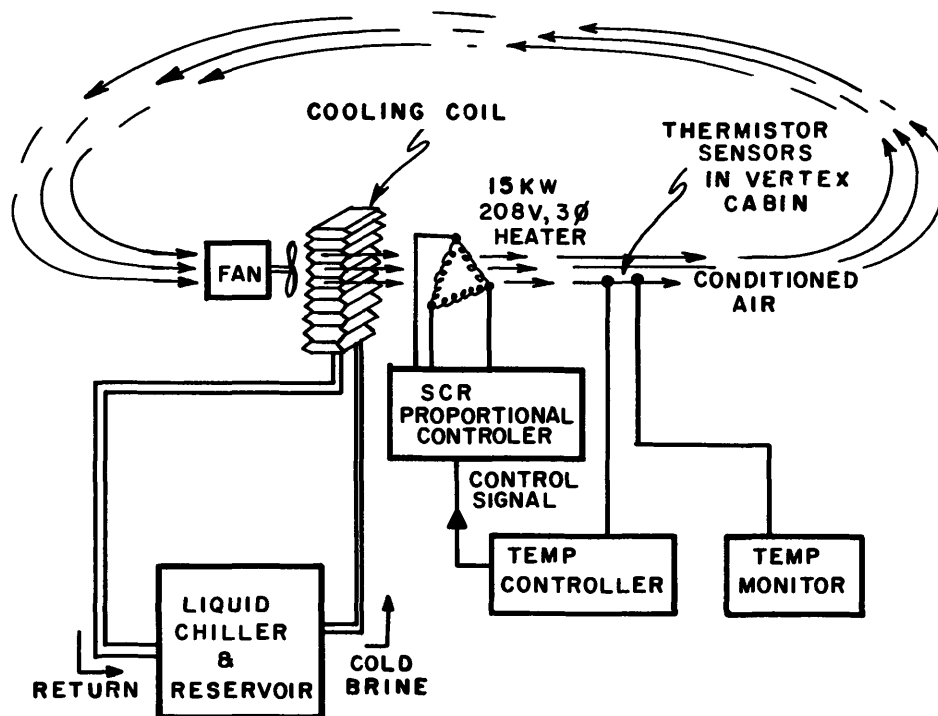 COOLING COIL
THERMISTOR
SENSORS
IN VERTEX
CABIN
15KW
208V, 3Ø
HEATER
FAN
CONDITIONED
AIR
SCR
PROPORTIONAL
CONTROLER
CONTROL
SIGNAL
TEMP
CONTROLLER
TEMP
MONITOR
LIQUID
CHILLER
&
RESERVOIR
RETURN
COLD
BRINE